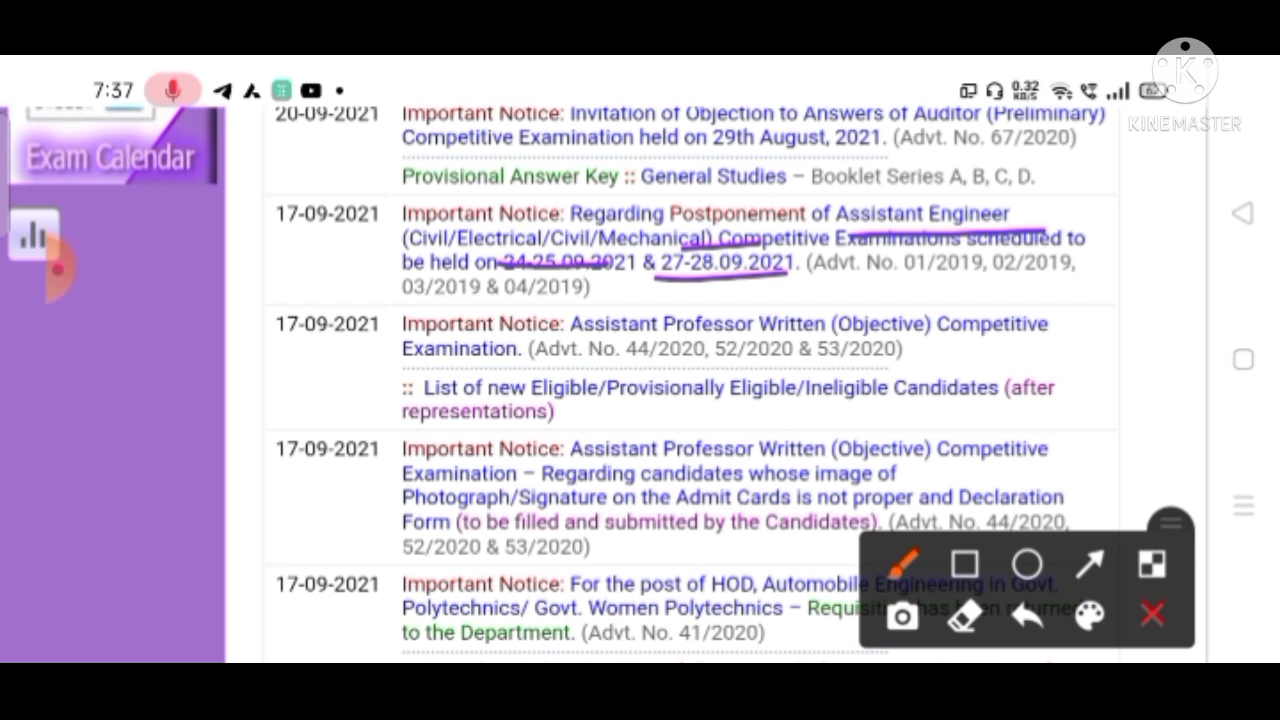 7:37
0.32
KB/S
KINEMASTER
Exam Calendar
20-09-2021 Important Notice: Invitation of Objection to Answers of Auditor (Preliminary)
Competitive Examination held on 29th August, 2021. (Advt. No. 67/2020)
Provisional Answer Key :: General Studies – Booklet Series A, B, C, D.
17-09-2021 Important Notice: Regarding Postponement of Assistant Engineer
(Civil/Electrical/Civil/Mechanical) Competitive Examinations scheduled to
be held on 24-25.09.2021 & 27-28.09.2021. (Advt. No. 01/2019, 02/2019,
03/2019 & 04/2019)
17-09-2021 Important Notice: Assistant Professor Written (Objective) Competitive
Examination. (Advt. No. 44/2020, 52/2020 & 53/2020)
:: List of new Eligible/Provisionally Eligible/Ineligible Candidates (after
representations)
17-09-2021 Important Notice: Assistant Professor Written (Objective) Competitive
Examination – Regarding candidates whose image of
Photograph/Signature on the Admit Cards is not proper and Declaration
Form (to be filled and submitted by the Candidates). (Advt. No. 44/2020,
52/2020 & 53/2020)
17-09-2021 Important Notice: For the post of HOD, Automobile Engineering in Govt.
Polytechnics/ Govt. Women Polytechnics – Requisition has been returned
to the Department. (Advt. No. 41/2020)